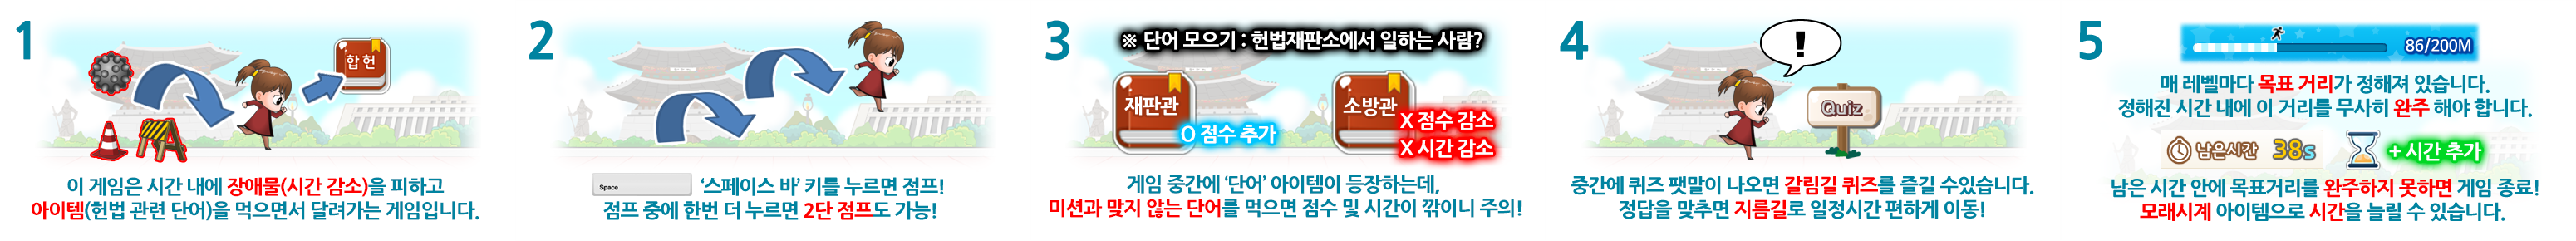 1
합헌
이 게임은 시간 내에 장애물(시간 감소)을 피하고
아이템(헌법 관련 단어)을 먹으면서 달려가는 게임입니다.
2
Space
‘스페이스 바’ 키를 누르면 점프!
점프 중에 한번 더 누르면 2단 점프도 가능!
3
※ 단어 모으기 : 헌법재판소에서 일하는 사람?
재판관
O 점수 추가
소방관
X 점수 감소
X 시간 감소
게임 중간에 ‘단어’ 아이템이 등장하는데,
미션과 맞지 않는 단어를 먹으면 점수 및 시간이 깎이니 주의!
4
!
Quiz
중간에 퀴즈 팻말이 나오면 갈림길 퀴즈를 즐길 수있습니다.
정답을 맞추면 지름길로 일정시간 편하게 이동!
5
86/200M
매 레벨마다 목표 거리가 정해져 있습니다.
정해진 시간 내에 이 거리를 무사히 완주 해야 합니다.
남은시간 38s
+ 시간 추가
남은 시간 안에 목표거리를 완주하지 못하면 게임 종료!
모래시계 아이템으로 시간을 늘릴 수 있습니다.